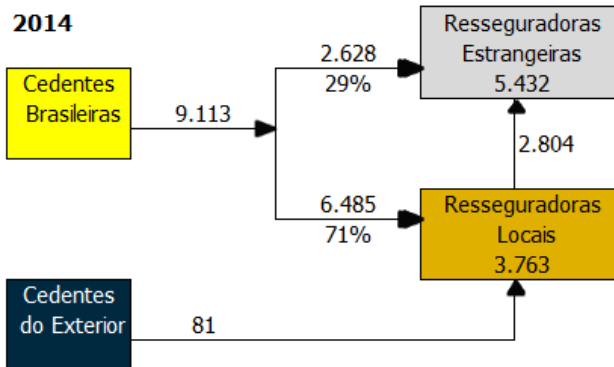 2014
Cedentes
Brasileiras
9.113
2.628
29%
Resseguradoras
Estrangeiras
5.432
2.804
6.485
71%
Resseguradoras
Locais
3.763
Cedentes
do Exterior
81